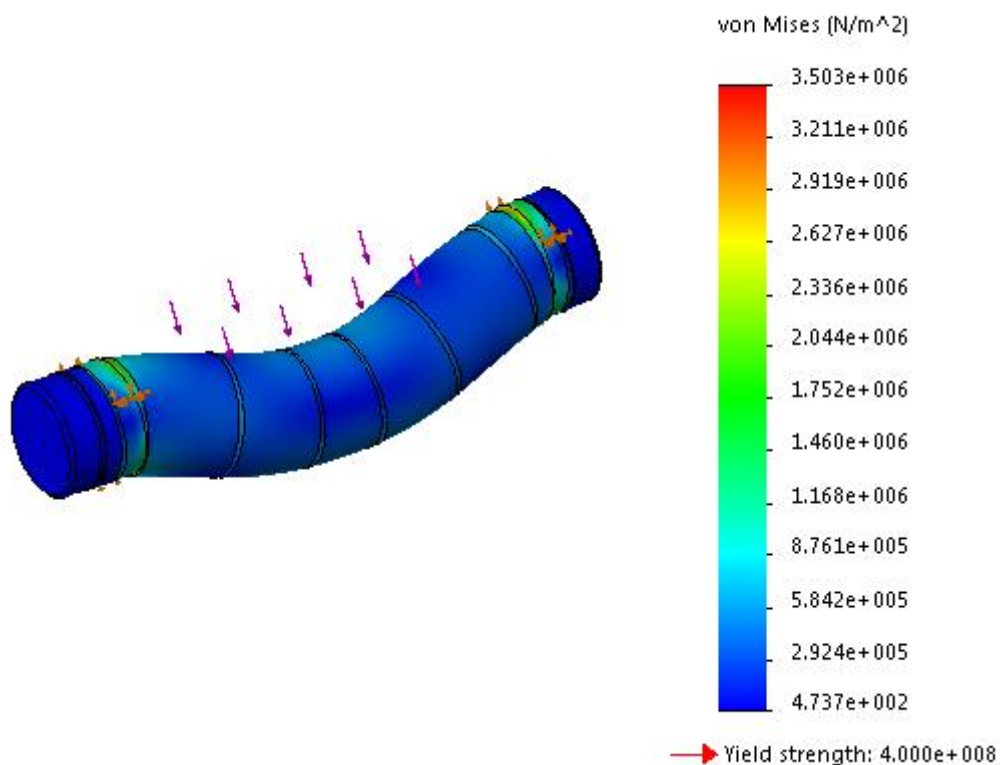 von Mises (N/m^2)
3.503e+006
3.211e+006
2.919e+006
2.627e+006
2.336e+006
2.044e+006
1.752e+006
1.460e+006
1.168e+006
8.761e+005
5.842e+005
2.924e+005
4.737e+002
Yield strength: 4.000e+008